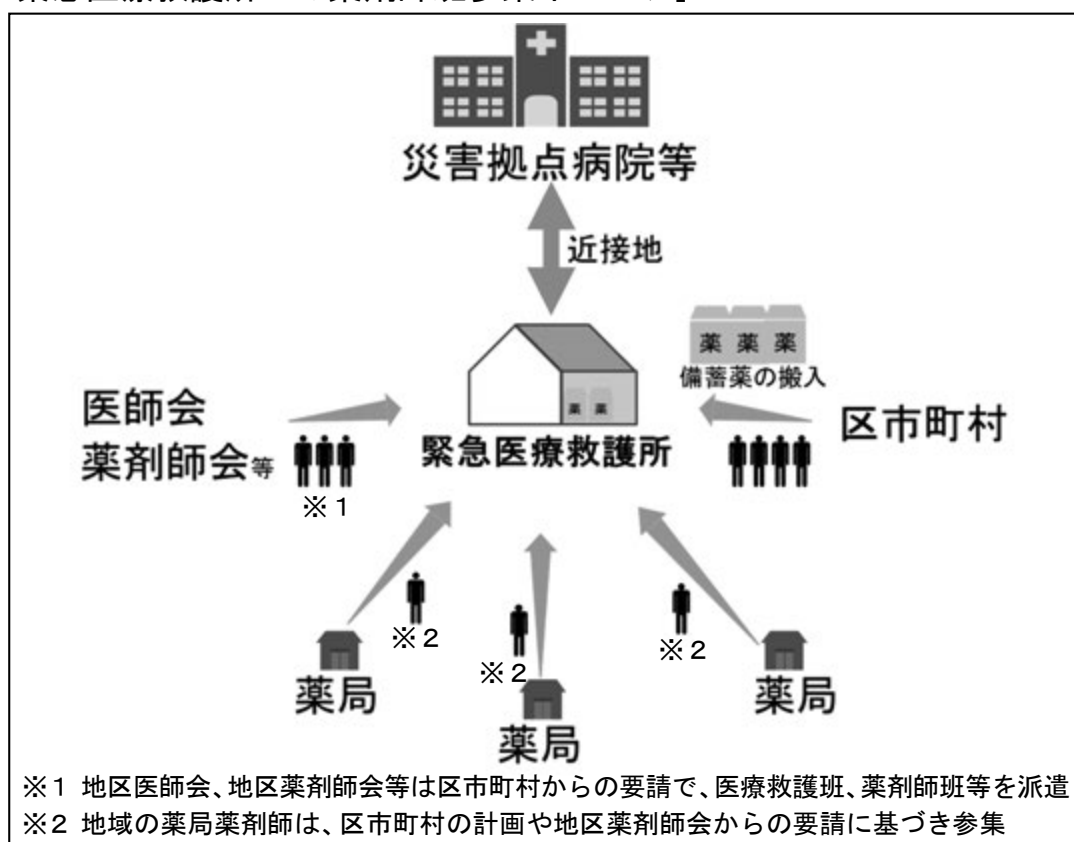 災害拠点病院等
近接地
薬 薬 薬
備蓄薬の搬入
医師会
薬剤師会等
※1
薬 薬
緊急医療救護所
区市町村
※2
※2
※2
薬局
薬局
薬局
※1 地区医師会、地区薬剤師会等は区市町村からの要請で、医療救護班、薬剤師班等を派遣
※2 地域の薬局薬剤師は、区市町村の計画や地区薬剤師会からの要請に基づき参集